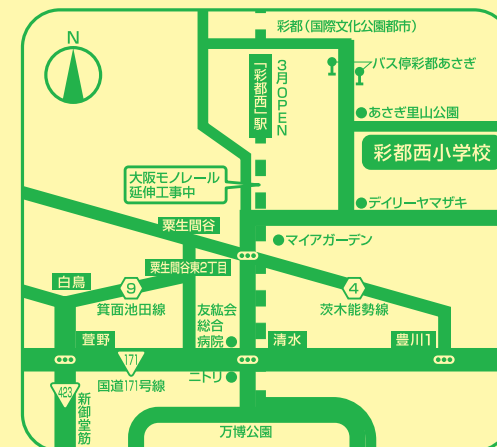 N
彩都(国際文化公園都市)
「彩都西」駅
3月OPEN
バス停彩都あさぎ
あさぎ里山公園
彩都西小学校
大阪モノレール
延伸工事中
デイリーヤマザキ
粟生間谷
マイアガーデン
粟生間谷東2丁目
白鳥
9
箕面池田線
4
茨木能勢線
友紘会
総合
病院
萱野
清水
豊川1
171
国道171号線
ニトリ
423
新御堂筋
万博公園